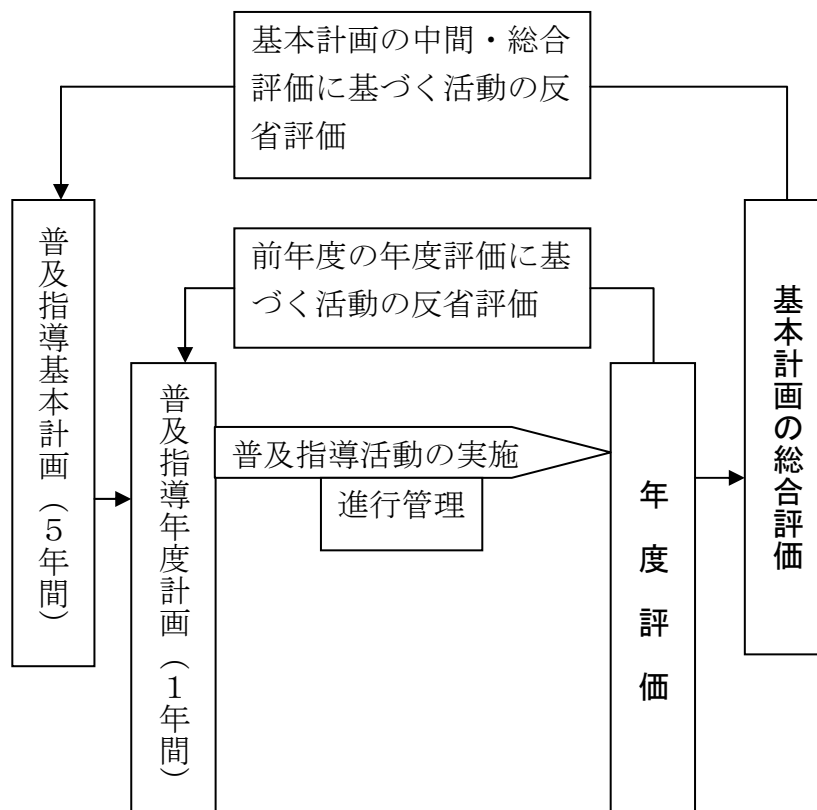 基本計画の中間・総合
評価に基づく活動の反
省評価
前年度の年度評価に基
づく活動の反省評価
普及指導基本計画(５年間)
普及指導年度計画(１年間)
普及指導活動の実施
進行管理
年度評価
基本計画の総合評価